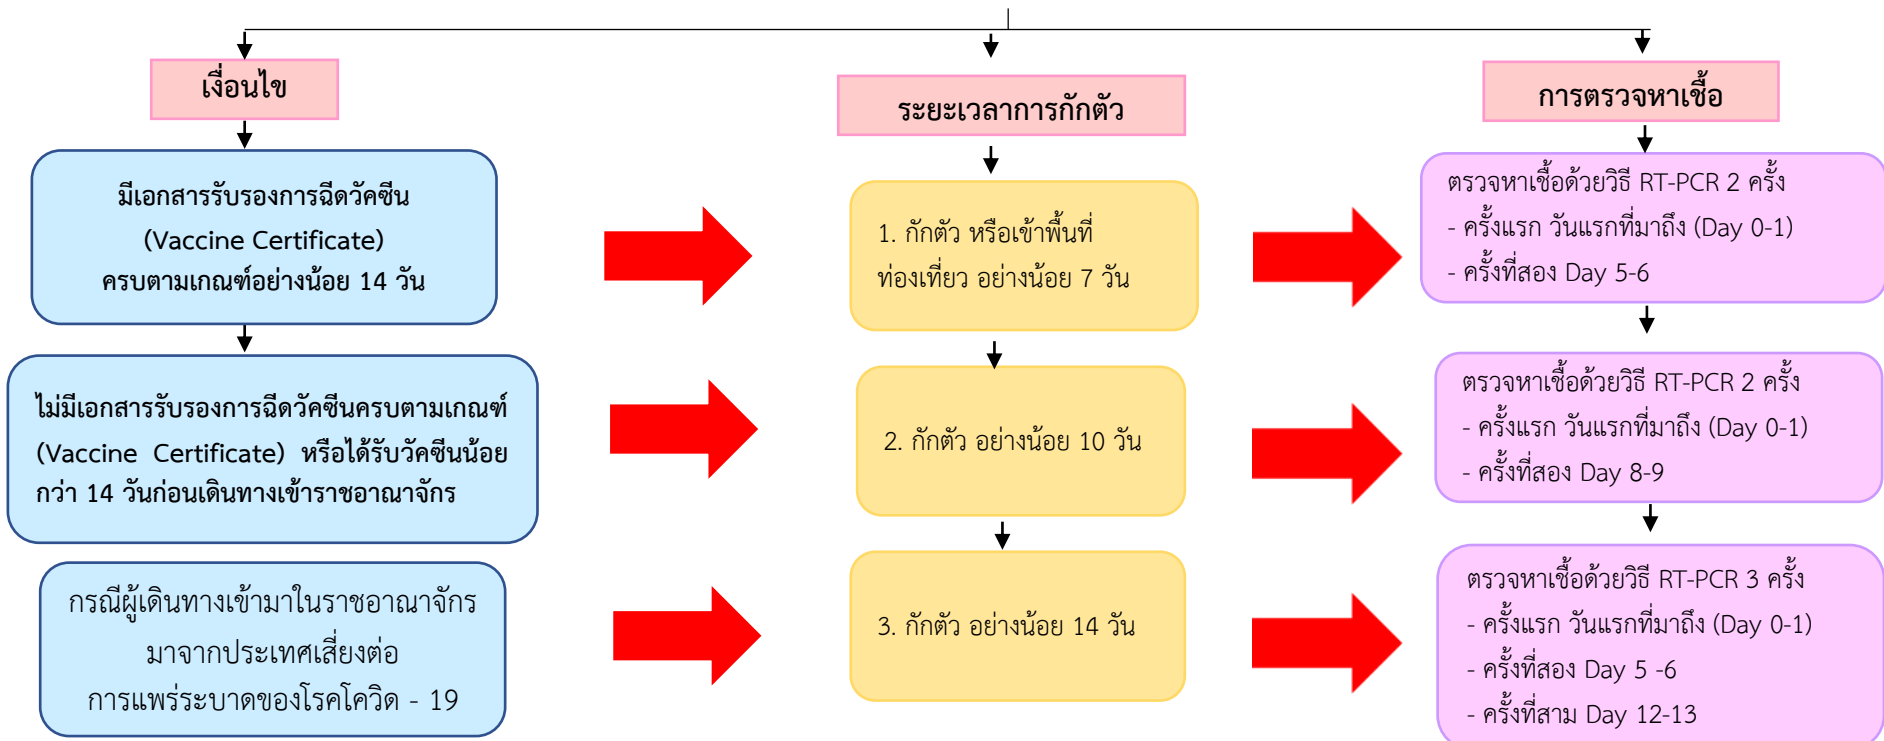 เงื่อนไข
ระยะเวลาการกักตัว
การตรวจหาเชื้อ
มีเอกสารรับรองการฉีดวัคซีน
(Vaccine Certificate)
ครบตามเกณฑ์อย่างน้อย 14 วัน
1. กักตัว หรือเข้าพื้นที่
ท่องเที่ยว อย่างน้อย 7 วัน
ตรวจหาเชื้อด้วยวิธี RT-PCR 2 ครั้ง
- ครั้งแรก วันแรกที่มาถึง (Day 0-1)
- ครั้งที่สอง Day 5-6
ไม่มีเอกสารรับรองการฉีดวัคซีนครบตามเกณฑ์
(Vaccine Certificate) หรือได้รับวัคซีนน้อย
กว่า 14 วันก่อนเดินทางเข้าราชอาณาจักร
2. กักตัว อย่างน้อย 10 วัน
ตรวจหาเชื้อด้วยวิธี RT-PCR 2 ครั้ง
- ครั้งแรก วันแรกที่มาถึง (Day 0-1)
- ครั้งที่สอง Day 8-9
กรณีผู้เดินทางเข้ามาในราชอาณาจักร
มาจากประเทศเสี่ยงต่อ
การแพร่ระบาดของโรคโควิด - 19
3. กักตัว อย่างน้อย 14 วัน
ตรวจหาเชื้อด้วยวิธี RT-PCR 3 ครั้ง
- ครั้งแรก วันแรกที่มาถึง (Day 0-1)
- ครั้งที่สอง Day 5 -6
- ครั้งที่สาม Day 12-13